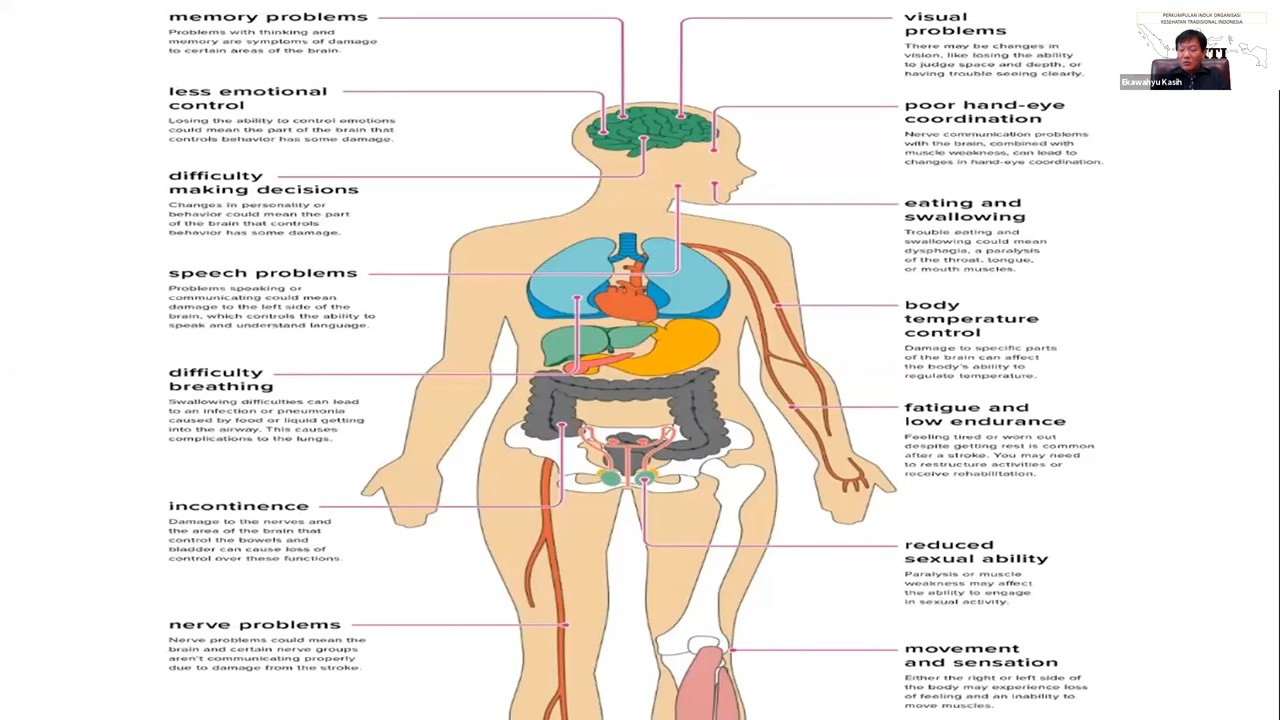 memory problems
Problems with thinking and
memory are symptoms of damage
to certain areas of the brain.
less emotional
control
Losing the ability to control emotions
could mean the part of the brain that
controls behavior has some damage.
difficulty
making decisions
Changes in personality or
behavior could mean the part
of the brain that controls
behavior has some damage.
speech problems
Problems speaking or
communicating could mean
damage to the left side of the
brain, which controls the ability to
speak and understand language.
difficulty
breathing
Swallowing difficulties can lead
to an infection or pneumonia
caused by food or liquid getting
into the airway. This causes
complications to the lungs.
incontinence
Damage to the nerves and
the area of the brain that
control the bowels and
bladder can cause loss of
control over these functions.
nerve problems
Nerve problems could mean the
brain and certain nerve groups
aren't communicating properly
due to damage from the stroke.
visual
problems
There may be changes in
vision, like losing the ability
to judge space and depth, or
having trouble seeing clearly.
poor hand-eye
coordination
Nerve communication problems
with the brain, combined with
muscle weakness, can lead to
changes in hand-eye coordination.
eating and
swallowing
Trouble eating and
swallowing could mean
dysphagia, a paralysis
of the throat, tongue,
or mouth muscles.
body
temperature
control
Damage to specific parts
of the brain can affect
the body's ability to
regulate temperature.
fatigue and
low endurance
Feeling tired or worn out
despite getting rest is common
after a stroke. You may need
to restructure activities or
receive rehabilitation.
reduced
sexual ability
Paralysis or muscle
weakness may affect
the ability to engage
in sexual activity.
movement
and sensation
Either the right or left side of
the body may experience loss
of feeling and an inability to
move muscles.
PERKUMPULAN INDUK ORGANISASI
KESEHATAN TRADISIONAL INDONESIA
Ekawahyu Kasih